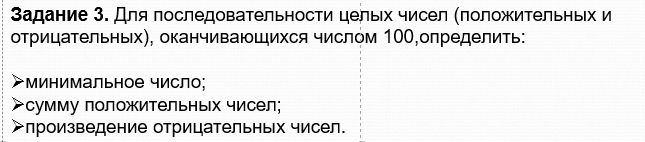 Задание 3. Для последовательности целых чисел (положительных и
отрицательных), оканчивающихся числом 100,определить:
➢минимальное число;
➢сумму положительных чисел;
➢произведение отрицательных чисел.